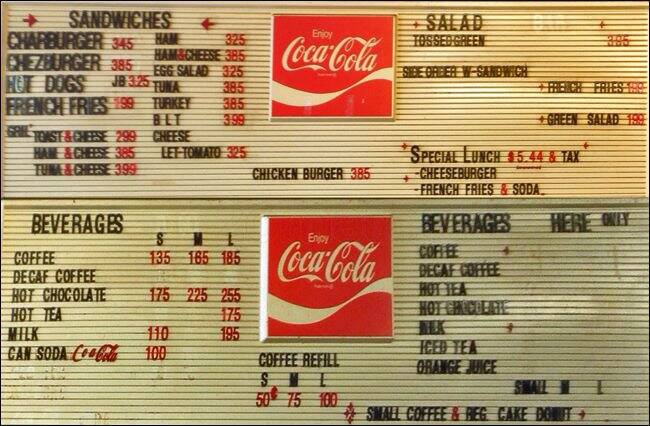 SANDWICHES
CHARBURGER 345
CHEZBURGER 385
HOT DOGS JB 325
FRENCH FRIES 199
GRILL
TOAST & CHEESE 299
HAM & CHEESE 385
TUNA & CHEESE 399
HAM 325
HAM & CHEESE 385
EGG SALAD 325
TUNA 385
TURKEY 385
B L T 399
CHEESE
LET-TOMATO 325
CHICKEN BURGER 385
Enjoy
Coca-Cola
SALAD
TOSSED GREEN 385
SIDE ORDER W-SANDWICH
FRENCH FRIES 199
GREEN SALAD 199
SPECIAL LUNCH $5.44 & TAX
-CHEESEBURGER
-FRENCH FRIES & SODA
BEVERAGES
S M L
COFFEE 135 165 185
DECAF COFFEE
HOT CHOCOLATE 175 225 255
HOT TEA 175
MILK 110 195
CAN SODA Coca-Cola 100
Enjoy
Coca-Cola
COFFEE REFILL
S M L
50¢ 75 100
BEVERAGES HERE ONLY
COFFEE
DECAF COFFEE
HOT TEA
HOT CHOCOLATE
MILK
ICED TEA
ORANGE JUICE
SMALL M L
SMALL COFFEE & REG. CAKE DONUT